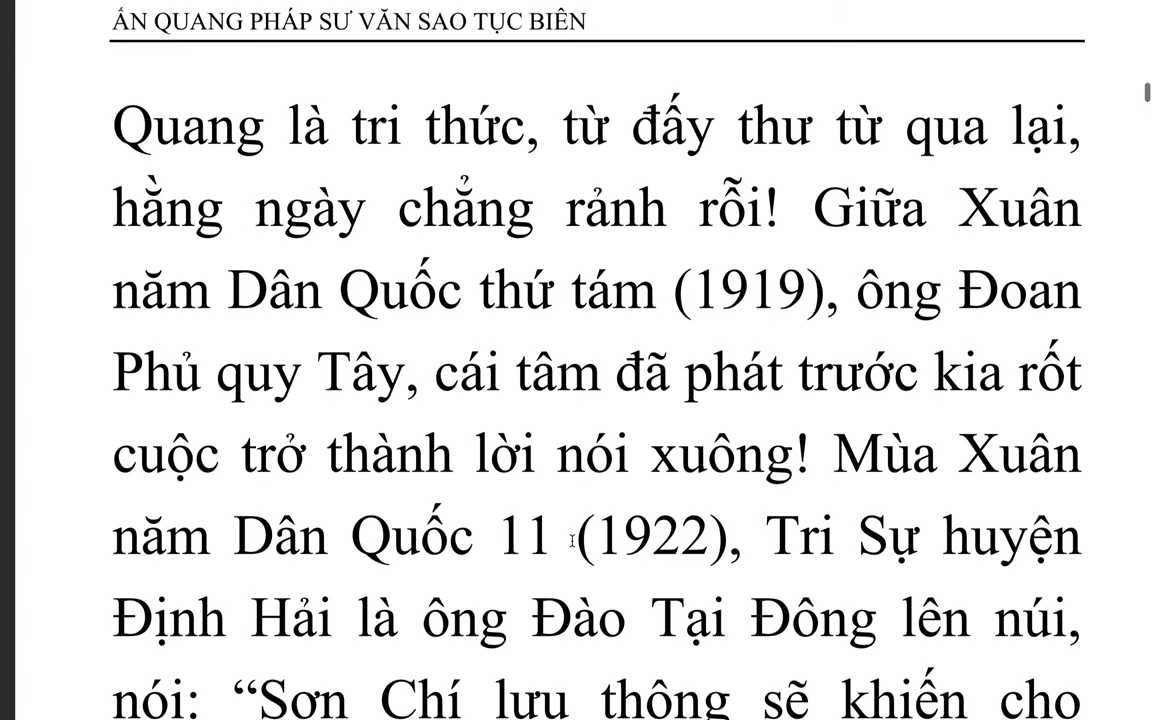 ẤN QUANG PHÁP SƯ VĂN SAO TỤC BIÊN
Quang là tri thức, từ đấy thư từ qua lại,
hằng ngày chẳng rảnh rỗi! Giữa Xuân
năm Dân Quốc thứ tám (1919), ông Đoan
Phủ quy Tây, cái tâm đã phát trước kia rốt
cuộc trở thành lời nói xuông! Mùa Xuân
năm Dân Quốc 11 (1922), Tri Sự huyện
Định Hải là ông Đào Tại Đông lên núi,
nói: “Sơn Chí lưu thông sẽ khiến cho